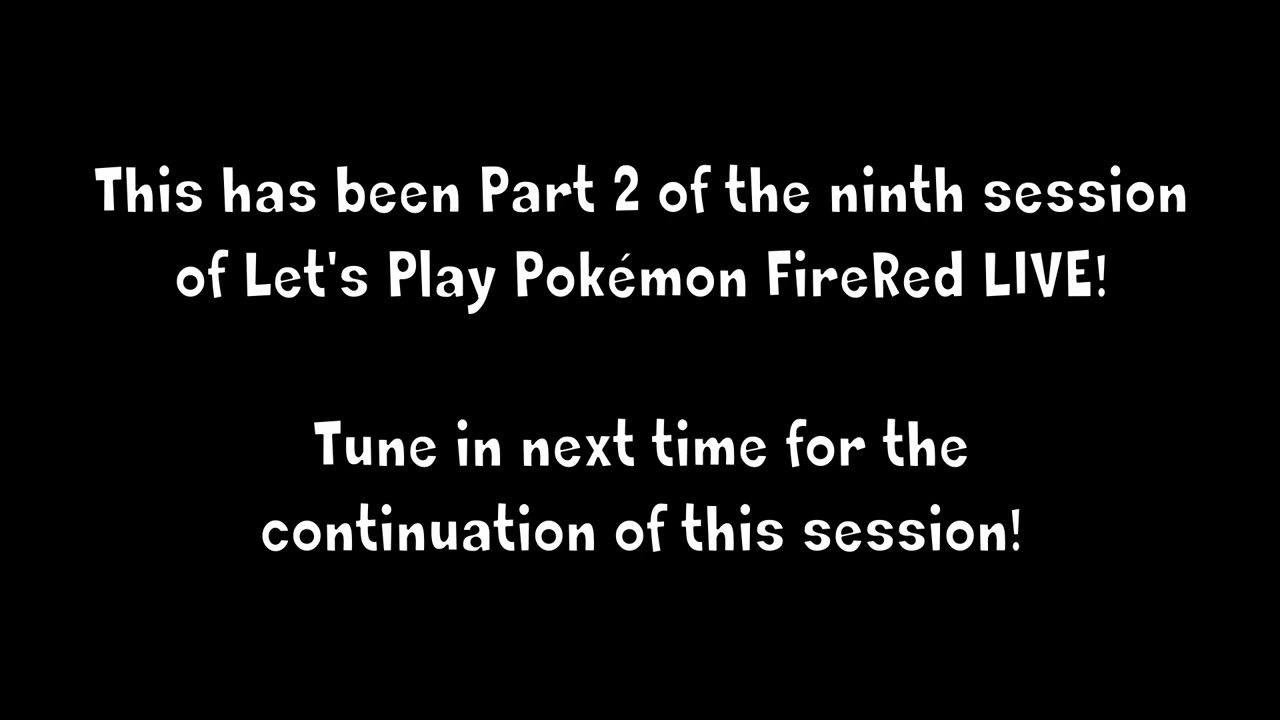 This has been Part 2 of the ninth session
of Let's Play Pokémon FireRed LIVE!
Tune in next time for the
continuation of this session!